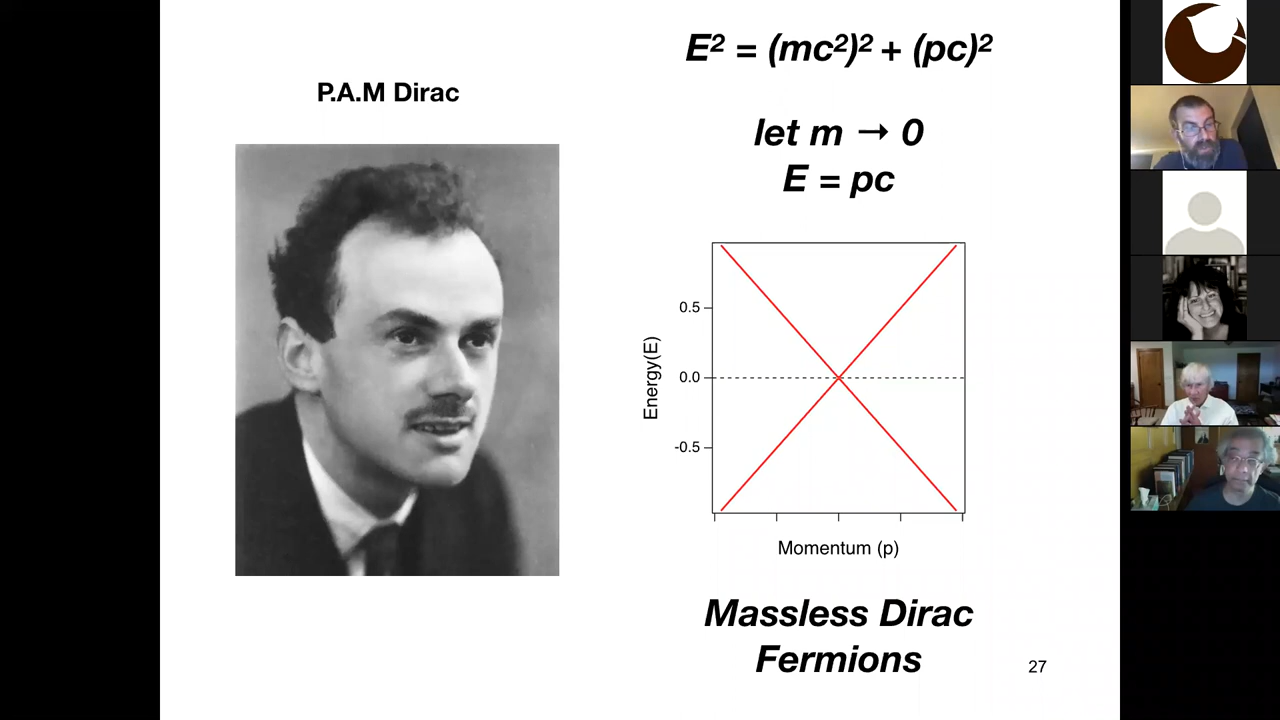 P.A.M Dirac
E² = (mc²)² + (pc)²
let m → 0
E = pc
Energy(E)
0.5
0.0
-0.5
Momentum (p)
Massless Dirac
Fermions
27